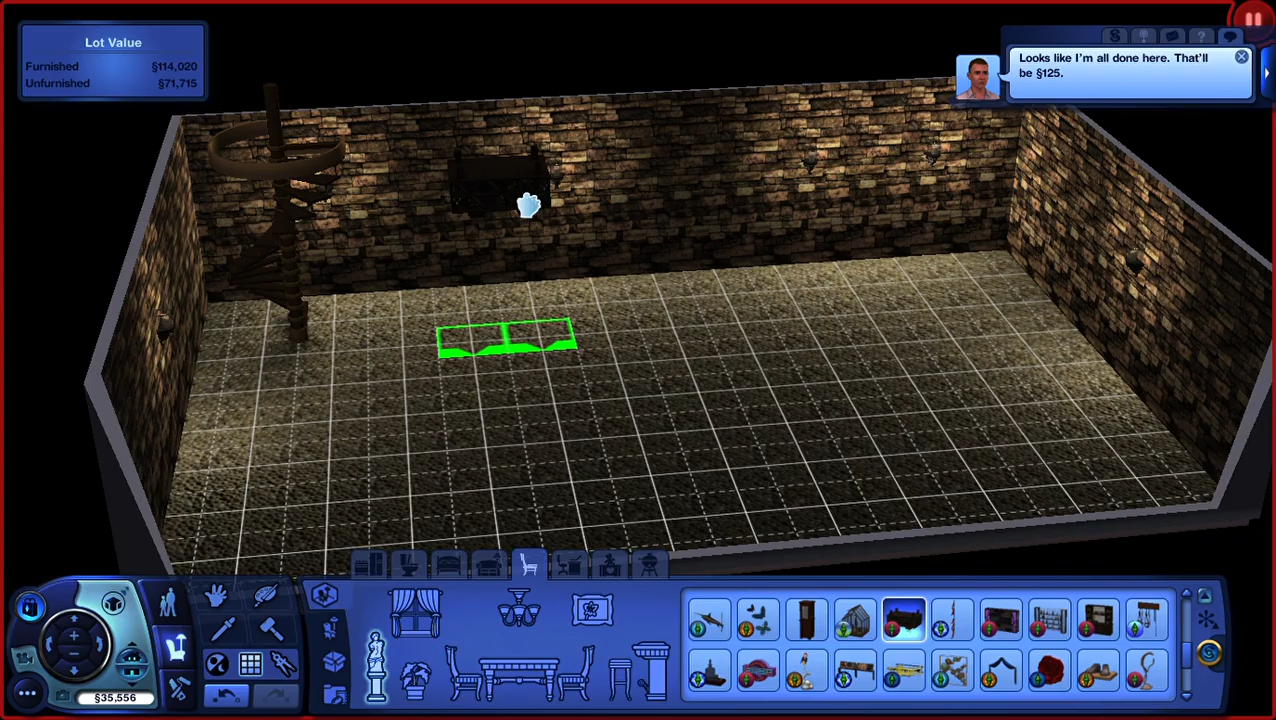 Lot Value
Furnished §114,020
Unfurnished §71,715
Looks like I'm all done here. That'll
be §125.
§35,556